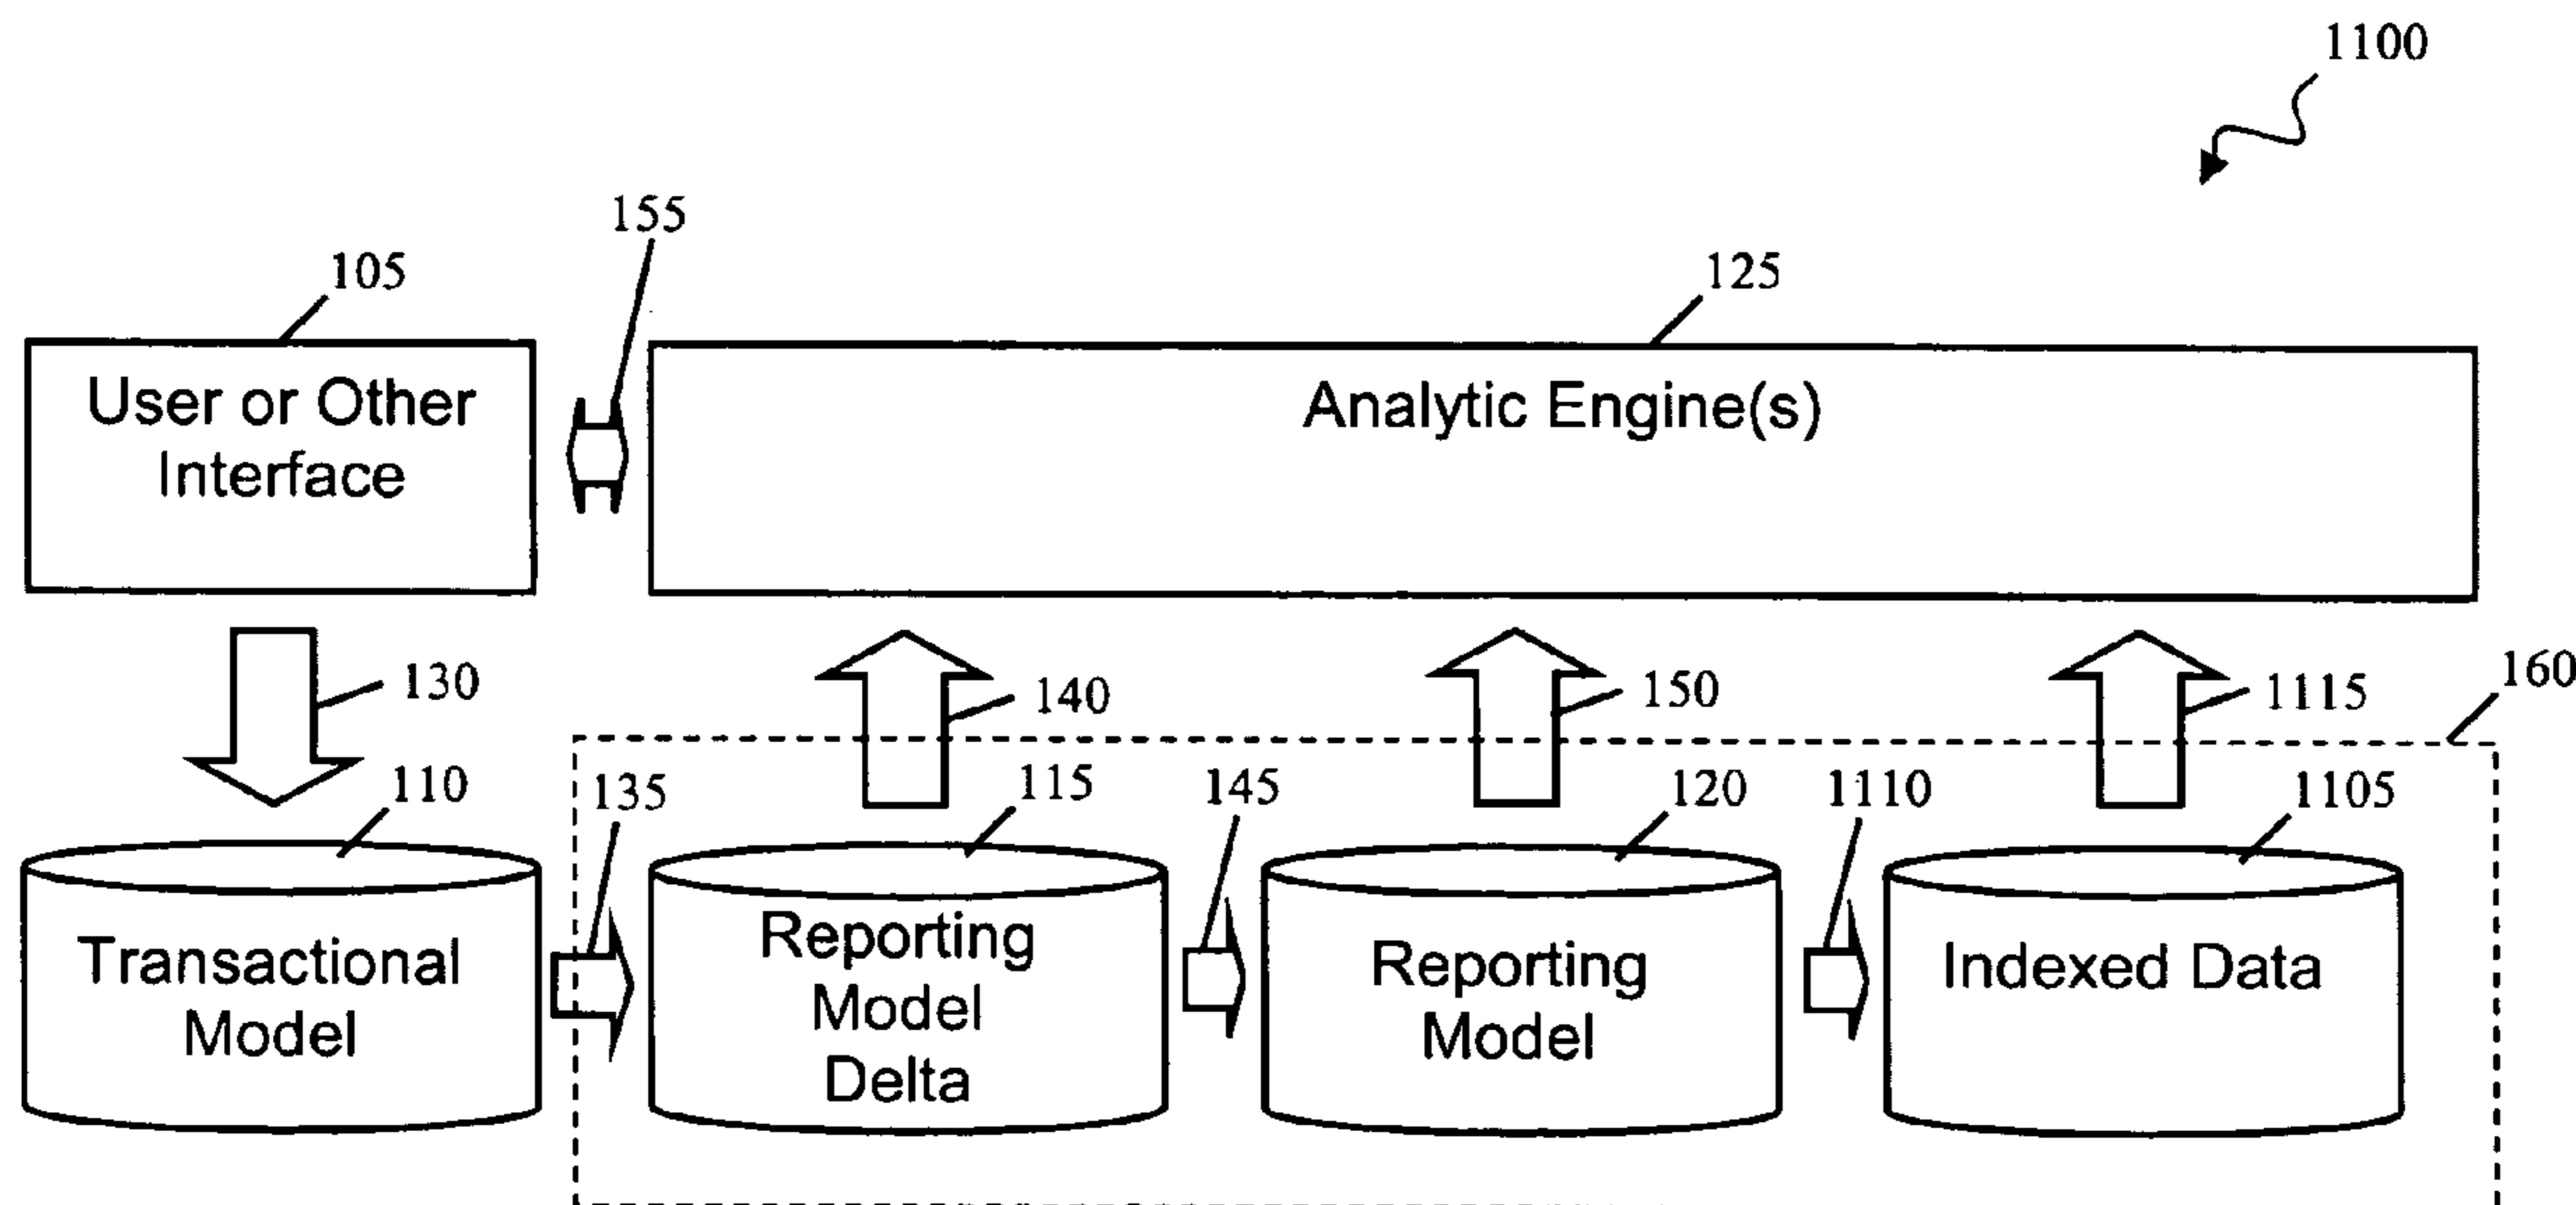 1100
155
105
125
User or Other
Interface
Analytic Engine(s)
130
140
150
1115
160
110
135
115
145
120
1110
1105
Transactional
Model
Reporting
Model
Delta
Reporting
Model
Indexed Data